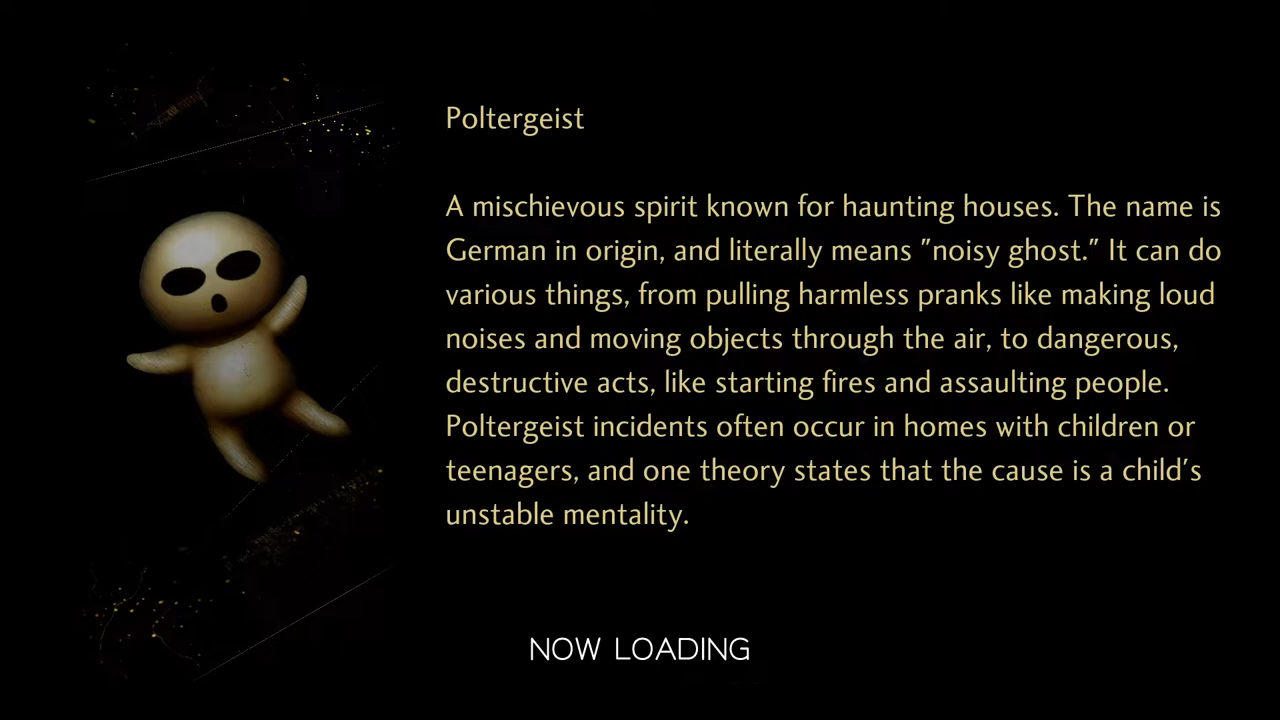 Poltergeist
A mischievous spirit known for haunting houses. The name is
German in origin, and literally means "noisy ghost." It can do
various things, from pulling harmless pranks like making loud
noises and moving objects through the air, to dangerous,
destructive acts, like starting fires and assaulting people.
Poltergeist incidents often occur in homes with children or
teenagers, and one theory states that the cause is a child's
unstable mentality.
NOW LOADING